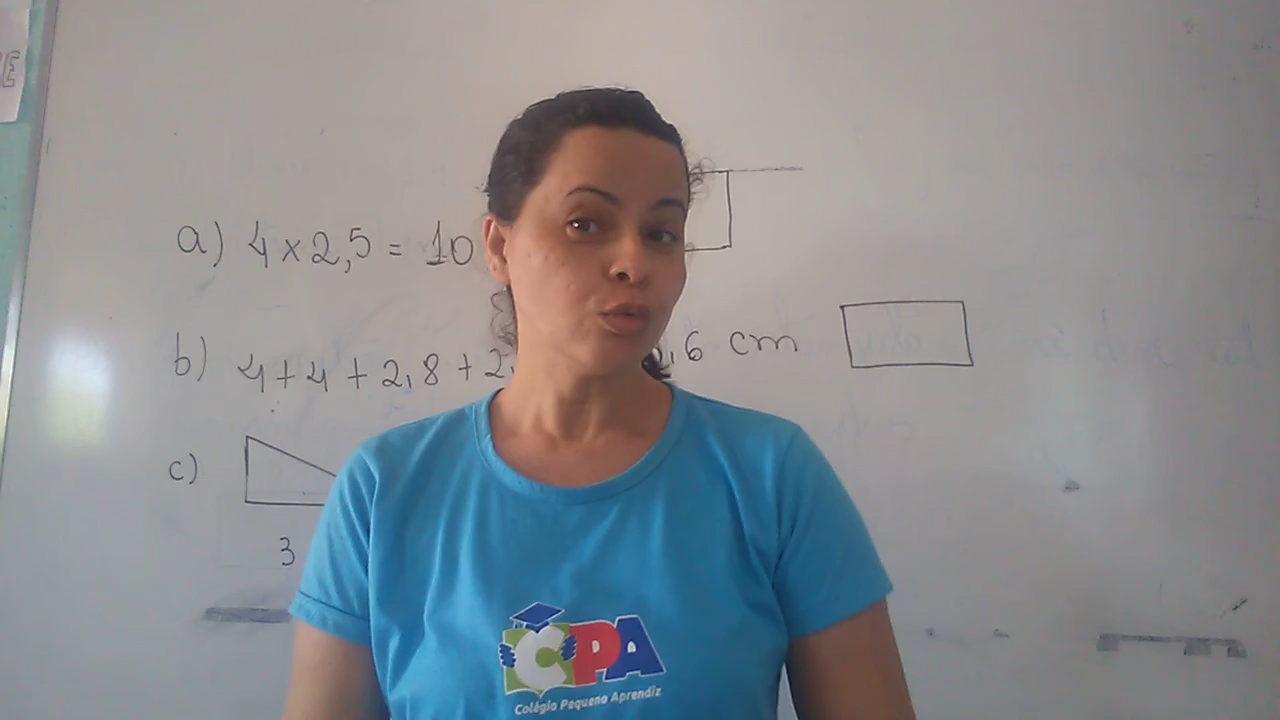 a) 4 x 2,5 = 10
b) 4 + 4 + 2,8 + 2, ,6 cm
c)
3
CPA
Colégio Pequeno Aprendiz